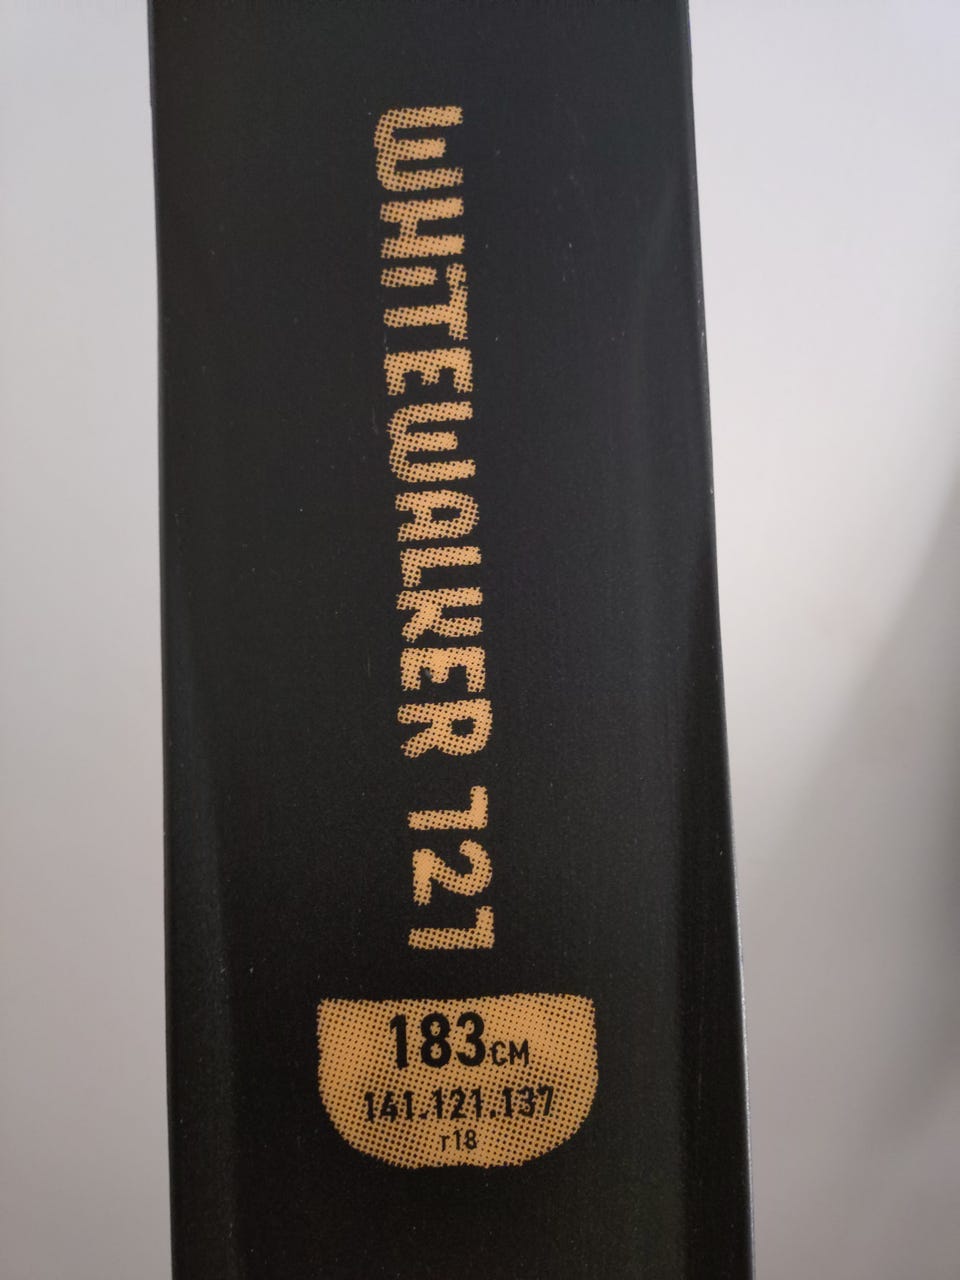 WHITEWALKER 121
183CM
141.121.137
r18